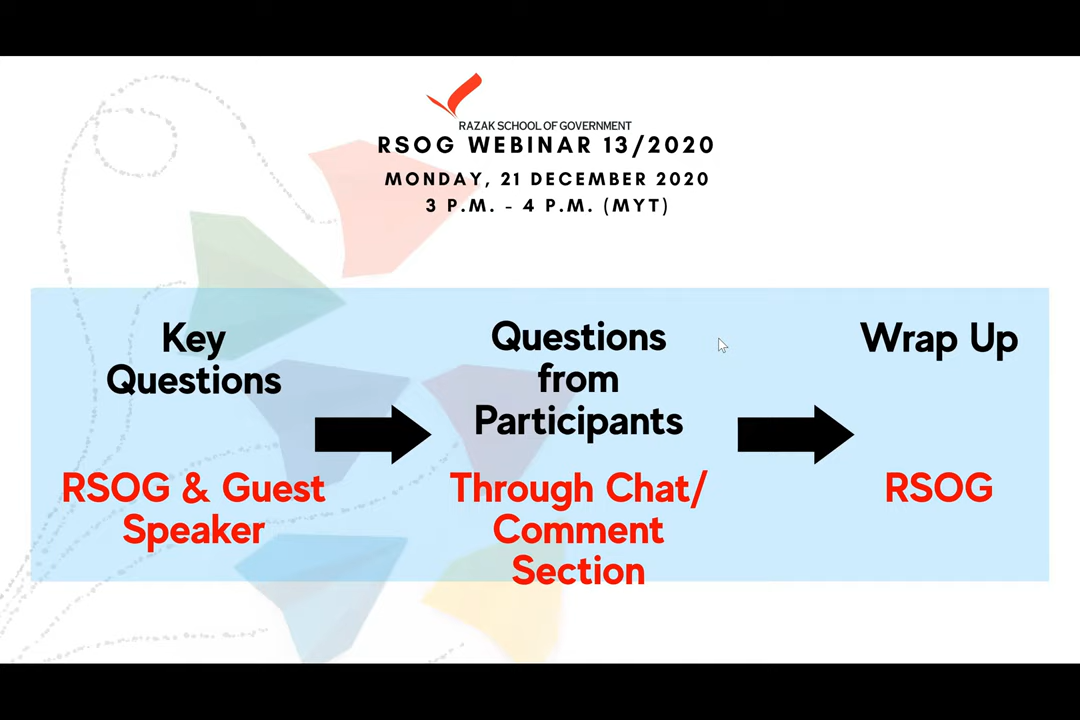 RAZAK SCHOOL OF GOVERNMENT
RSOG WEBINAR 13/2020
MONDAY, 21 DECEMBER 2020
3 P.M. - 4 P.M. (MYT)
Key
Questions
RSOG & Guest
Speaker
Questions
from
Participants
Through Chat/
Comment
Section
Wrap Up
RSOG